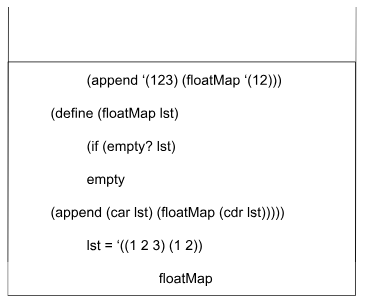 (append ‘(123) (floatMap ‘(12)))
(define (floatMap lst)
(if (empty? lst)
empty
(append (car lst) (floatMap (cdr lst)))))
lst = ‘((1 2 3) (1 2))
floatMap